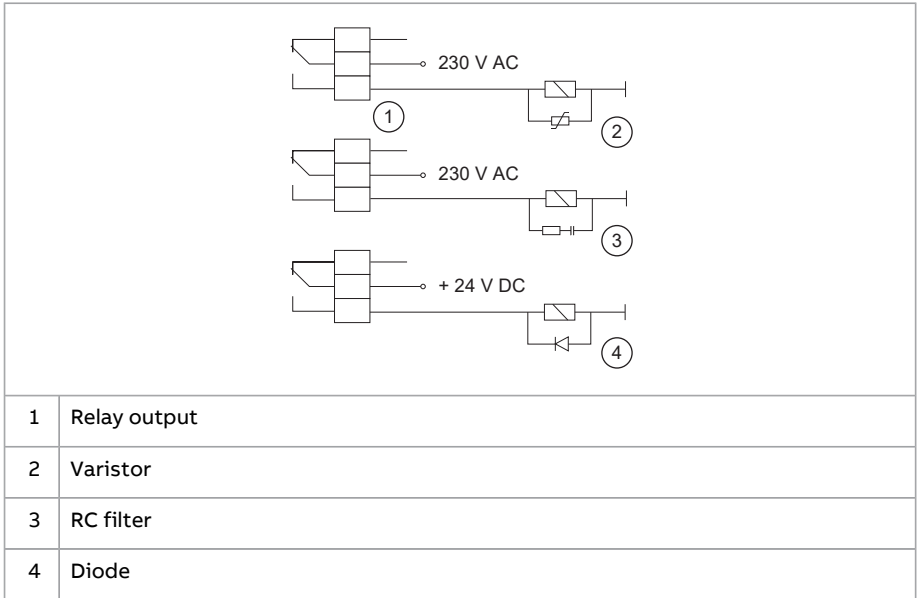 230 V AC
1
2
230 V AC
3
+ 24 V DC
4
1 Relay output
2 Varistor
3 RC filter
4 Diode